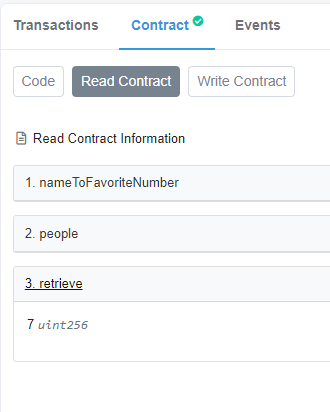 Transactions Contract Events
Code Read Contract Write Contract
Read Contract Information
1. nameToFavoriteNumber
2. people
3. retrieve
7 uint256